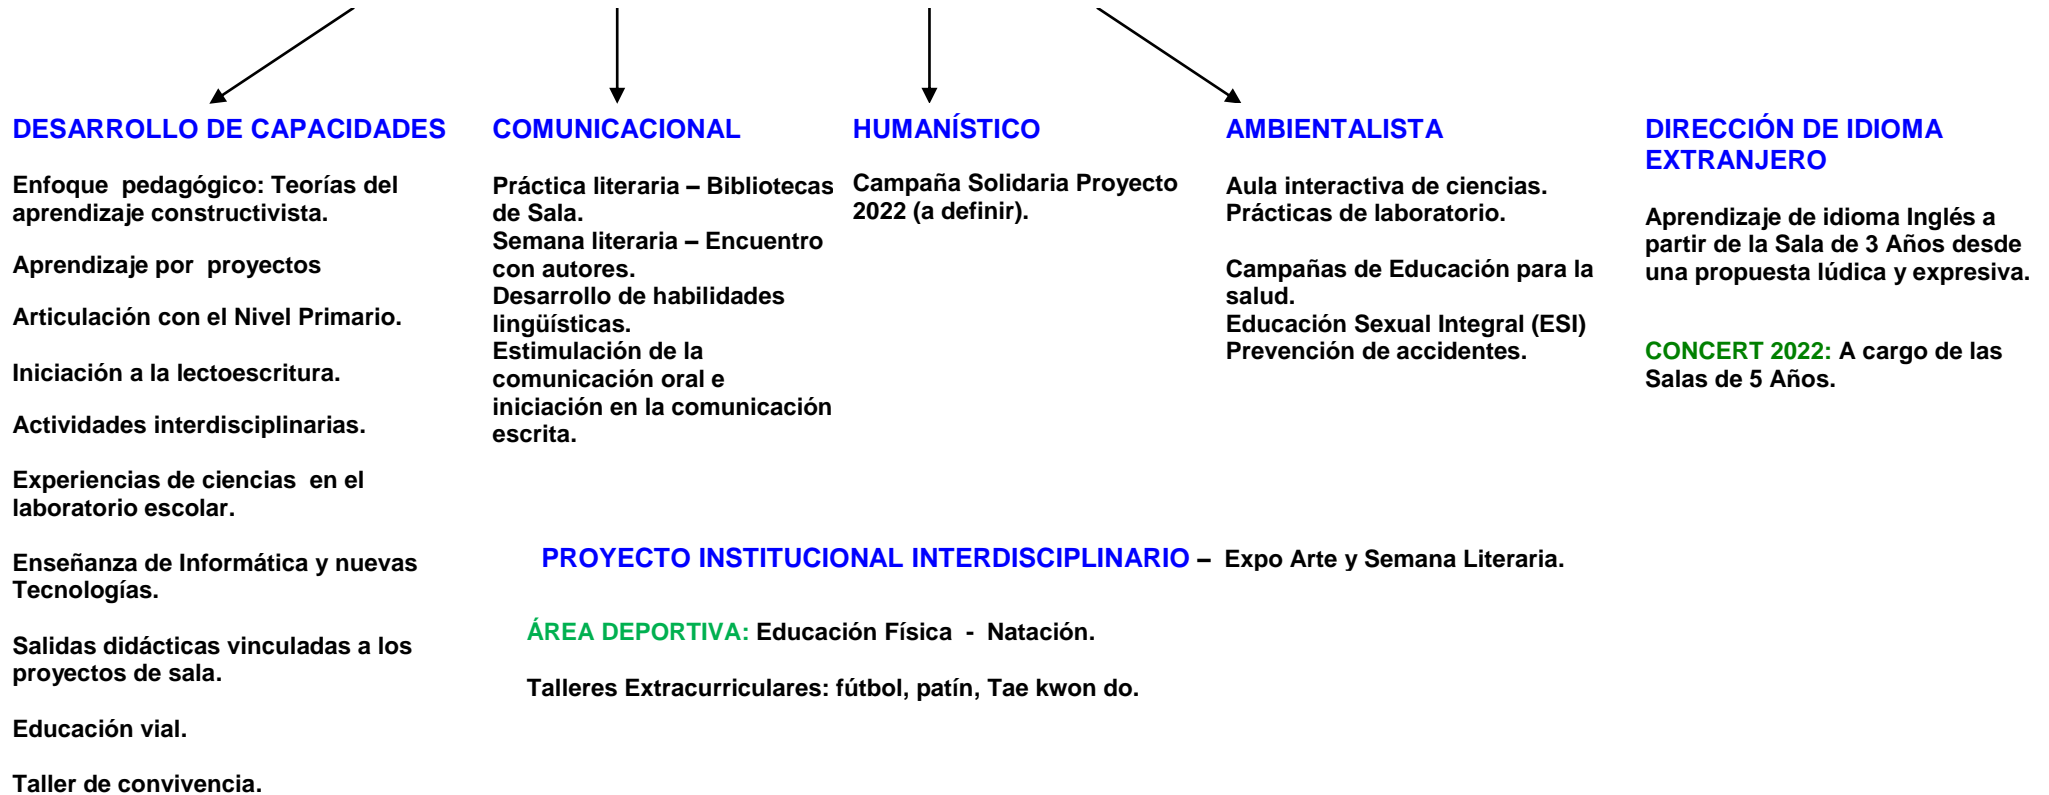 DESARROLLO DE CAPACIDADES
Enfoque  pedagógico: Teorías del
aprendizaje constructivista.
Aprendizaje por  proyectos
Articulación con el Nivel Primario.
Iniciación a la lectoescritura.
Actividades interdisciplinarias.
Experiencias de ciencias  en el
laboratorio escolar.
Enseñanza de Informática y nuevas
Tecnologías.
Salidas didácticas vinculadas a los
proyectos de sala.
Educación vial.
Taller de convivencia.
COMUNICACIONAL
Práctica literaria – Bibliotecas
de Sala.
Semana literaria – Encuentro
con autores.
Desarrollo de habilidades
lingüísticas.
Estimulación de la
comunicación oral e
iniciación en la comunicación
escrita.
HUMANÍSTICO
Campaña Solidaria Proyecto
2022 (a definir).
AMBIENTALISTA
Aula interactiva de ciencias.
Prácticas de laboratorio.
Campañas de Educación para la
salud.
Educación Sexual Integral (ESI)
Prevención de accidentes.
DIRECCIÓN DE IDIOMA
EXTRANJERO
Aprendizaje de idioma Inglés a
partir de la Sala de 3 Años desde
una propuesta lúdica y expresiva.
CONCERT 2022: A cargo de las
Salas de 5 Años.
PROYECTO INSTITUCIONAL INTERDISCIPLINARIO –  Expo Arte y Semana Literaria.
ÁREA DEPORTIVA: Educación Física  -  Natación.
Talleres Extracurriculares: fútbol, patín, Tae kwon do.